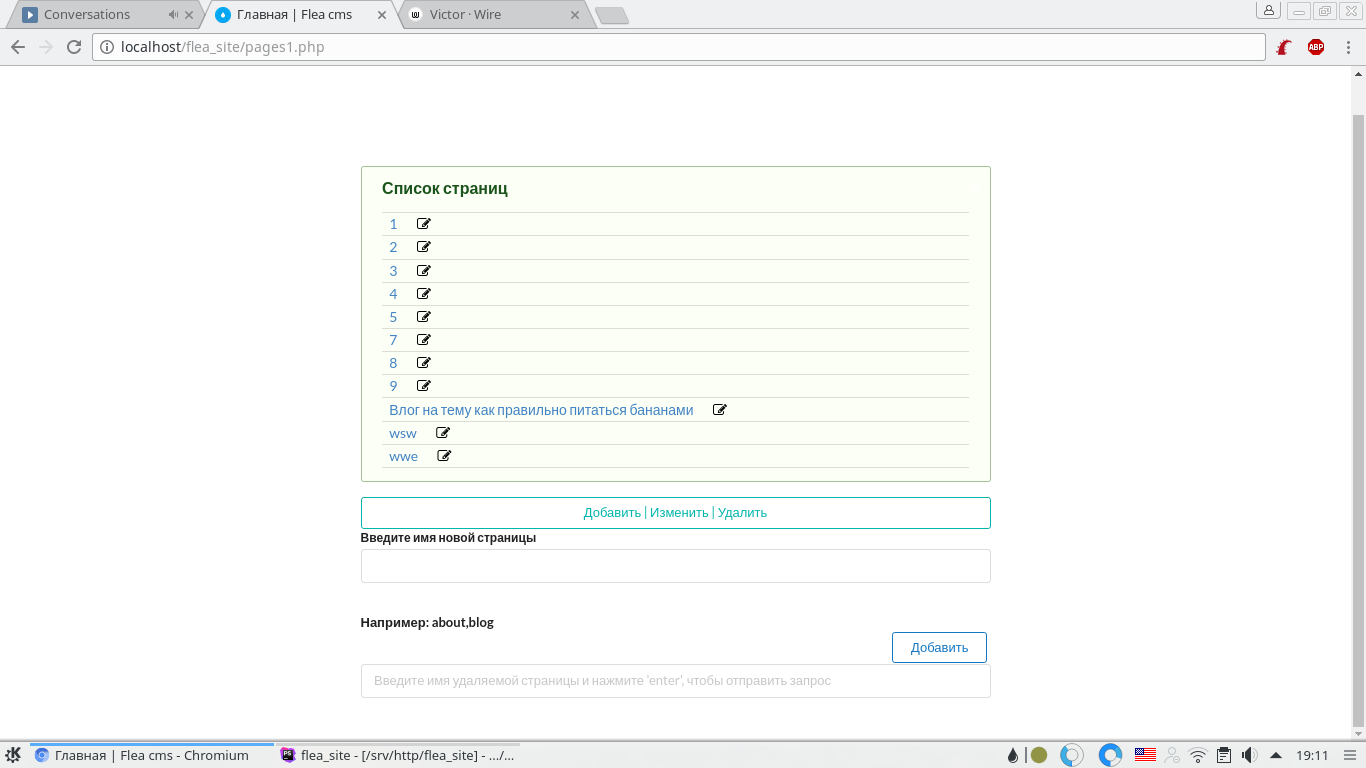 Conversations
Главная | Flea cms
Victor · Wire
localhost/flea_site/pages1.php
ABP
Список страниц
1
2
3
4
5
7
8
9
Влог на тему как правильно питаться бананами
wsw
wwe
Добавить | Изменить | Удалить
Введите имя новой страницы
Например: about,blog
Добавить
Введите имя удаляемой страницы и нажмите 'enter', чтобы отправить запрос
Главная | Flea cms - Chromium
PS
flea_site - [/srv/http/flea_site] - .../...
19:11